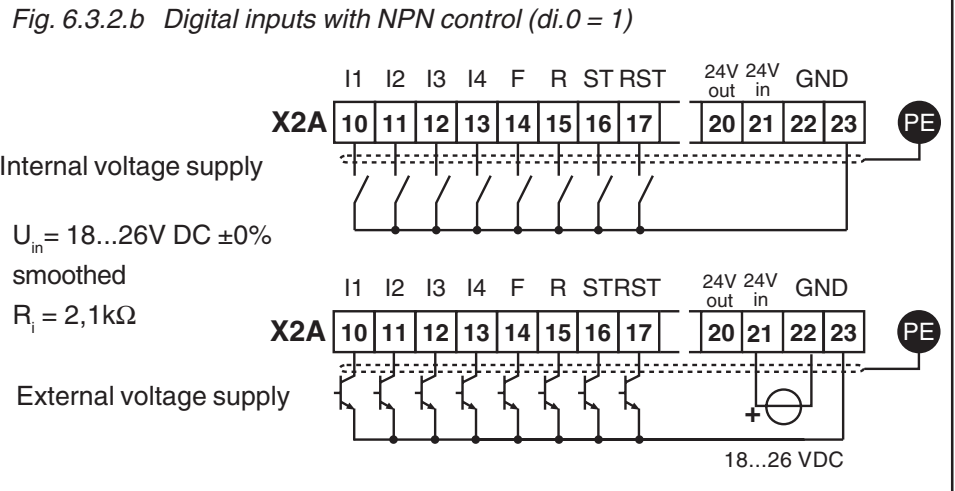 Fig. 6.3.2.b Digital inputs with NPN control (di.0 = 1)
I1 I2 I3 I4 F R ST RST 24V out 24V in GND
X2A 10 11 12 13 14 15 16 17 20 21 22 23 PE
Internal voltage supply
Uin= 18...26V DC ±0%
smoothed
Ri = 2,1kΩ
I1 I2 I3 I4 F R STRST 24V out 24V in GND
X2A 10 11 12 13 14 15 16 17 20 21 22 23 PE
External voltage supply
+
18...26 VDC